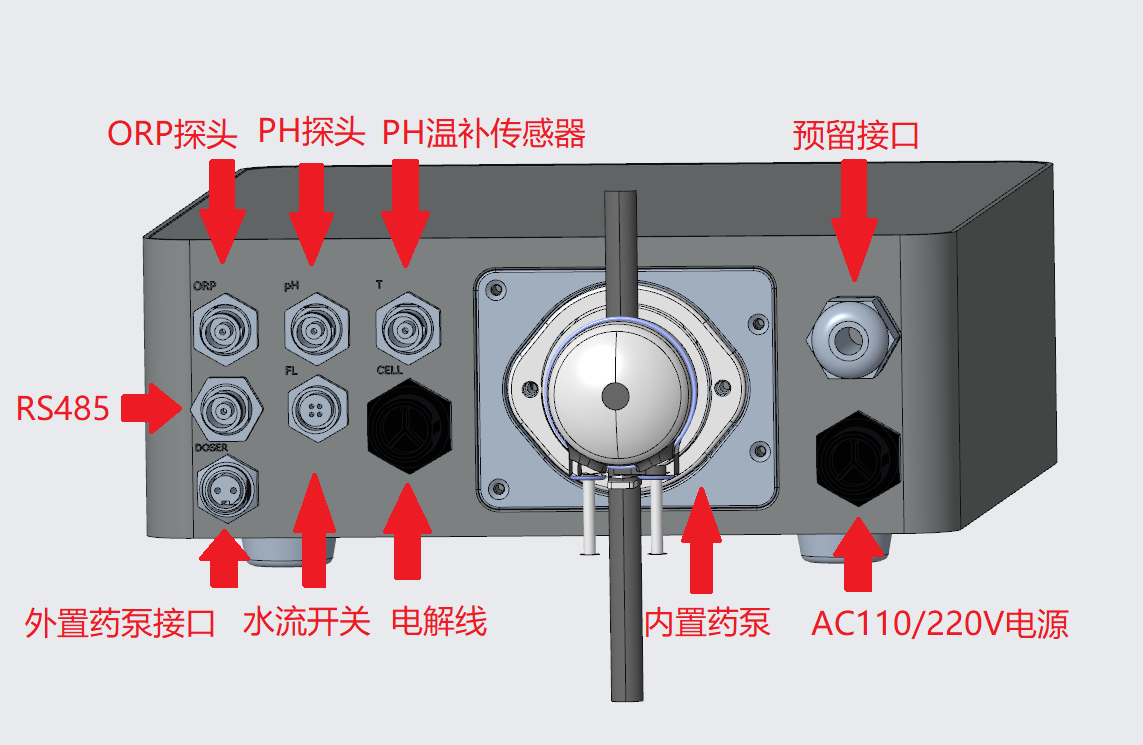 ORP探头
PH探头
PH温补传感器
预留接口
ORP
pH
T
FL
CELL
RS485
DOSER
外置药泵接口
水流开关
电解线
内置药泵
AC110/220V电源